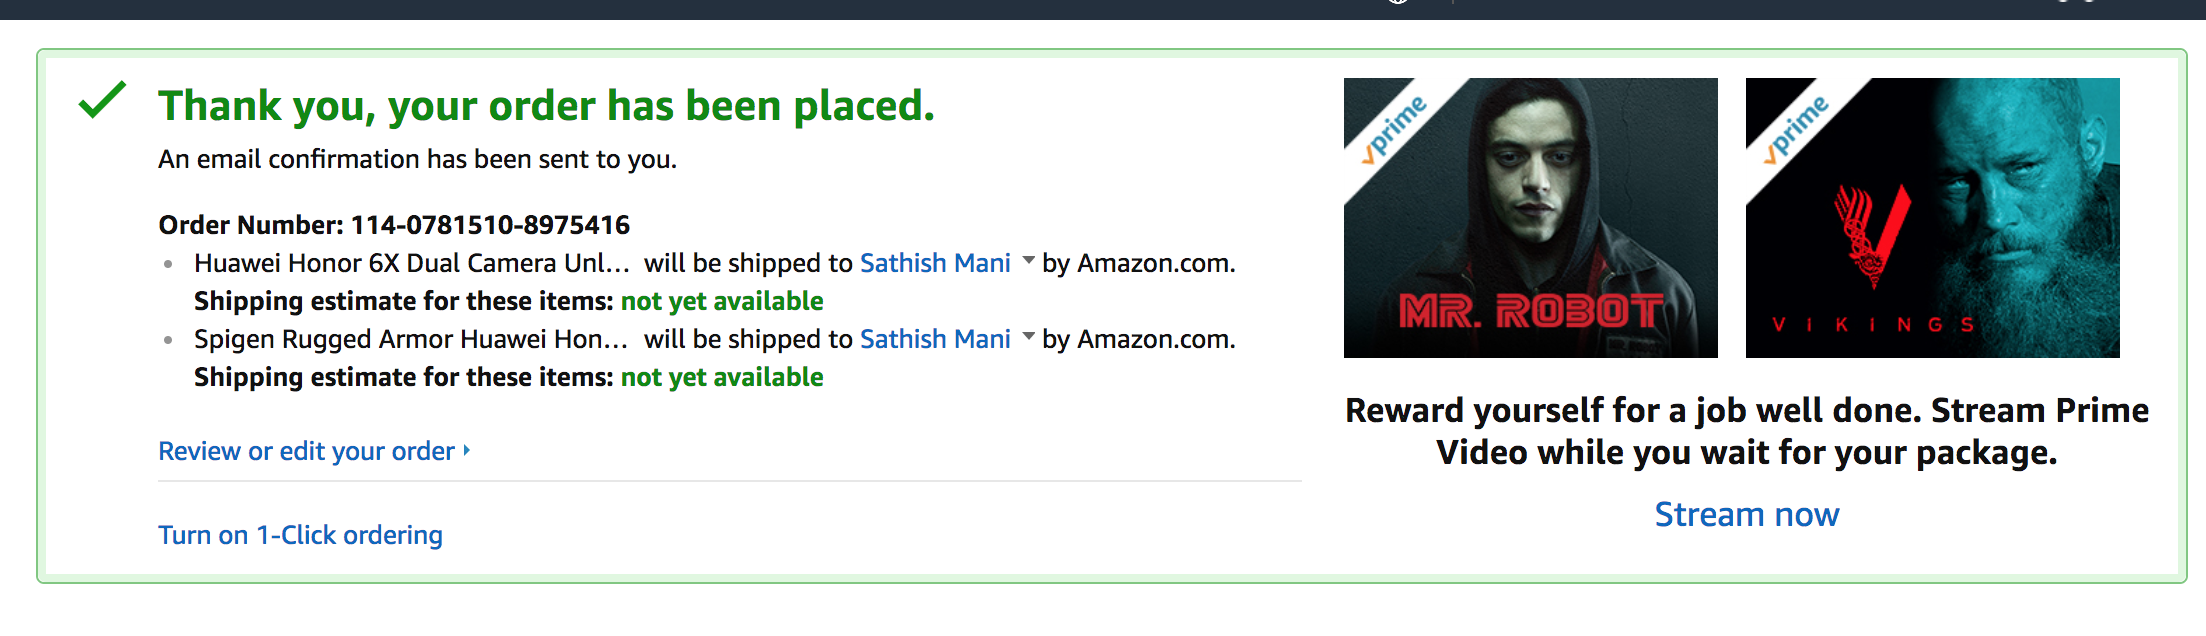 Thank you, your order has been placed.
An email confirmation has been sent to you.
Order Number: 114-0781510-8975416
Huawei Honor 6X Dual Camera Unl... will be shipped to Sathish Mani by Amazon.com.
Shipping estimate for these items: not yet available
Spigen Rugged Armor Huawei Hon... will be shipped to Sathish Mani by Amazon.com.
Shipping estimate for these items: not yet available
Review or edit your order
Turn on 1-Click ordering
prime
MR. ROBOT
prime
VIKINGS
Reward yourself for a job well done. Stream Prime
Video while you wait for your package.
Stream now